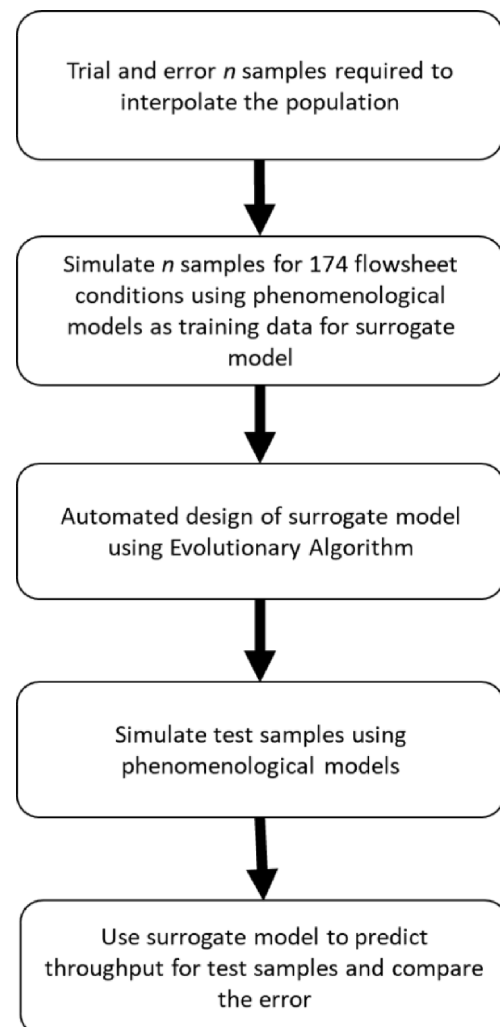 Trial and error n samples required to
interpolate the population
Simulate n samples for 174 flowsheet
conditions using phenomenological
models as training data for surrogate
model
Automated design of surrogate model
using Evolutionary Algorithm
Simulate test samples using
phenomenological models
Use surrogate model to predict
throughput for test samples and compare
the error